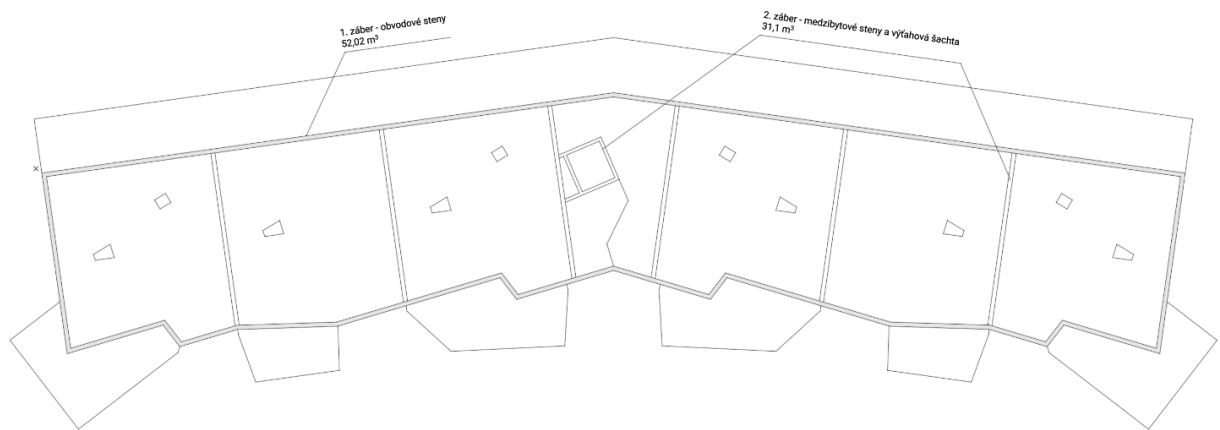 1. záber - obvodové steny
52,02 m³
2. záber - medzibytové steny a výťahová šachta
31,1 m³